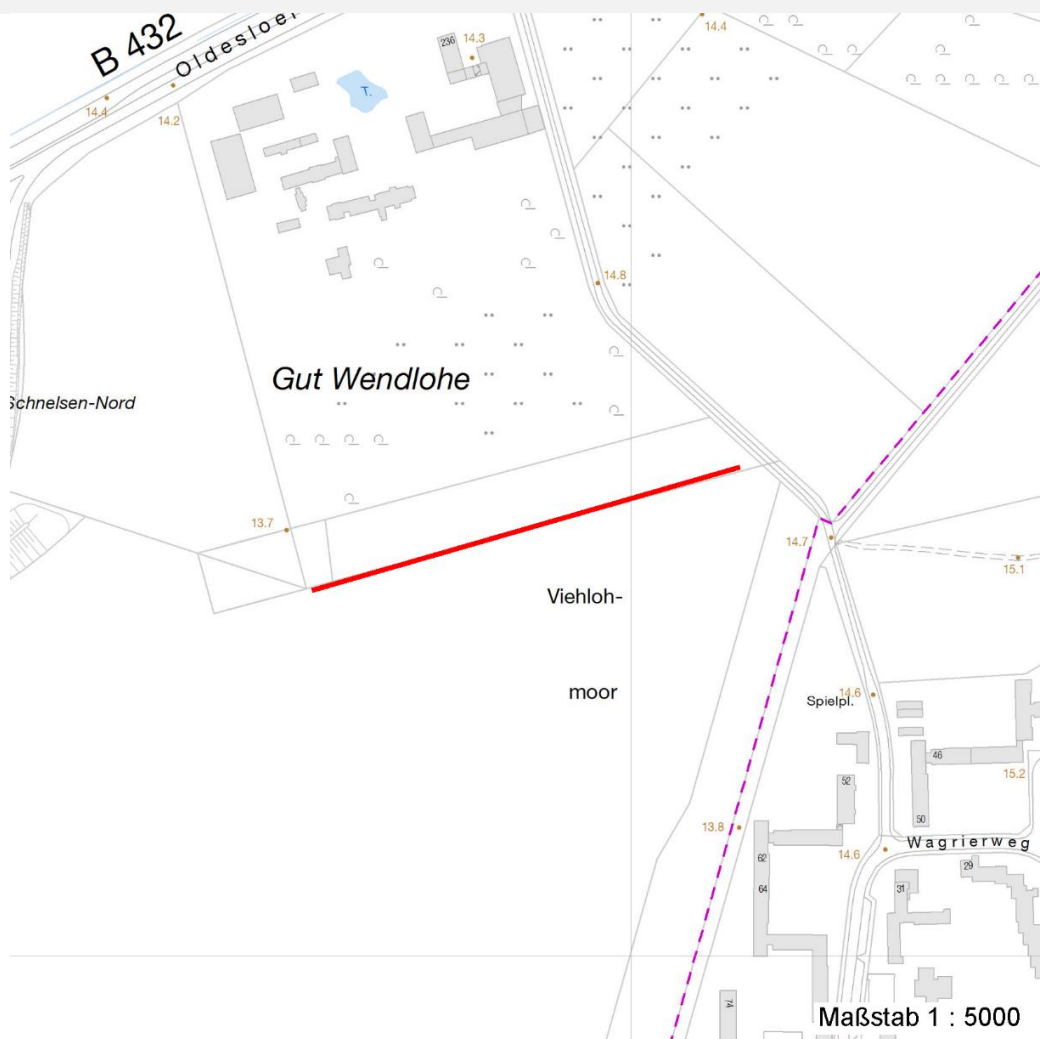 B 432
Oldesloer
14.4
14.2
236
14.3
T.
14.4
14.8
Gut Wendlohe
Schnelsen-Nord
13.7
14.7
15.1
Viehloh-
moor
14.6
Spielpl.
46
15.2
52
50
13.8
14.6
Wagrierweg
62
64
29
31
74
Maßstab 1 : 5000